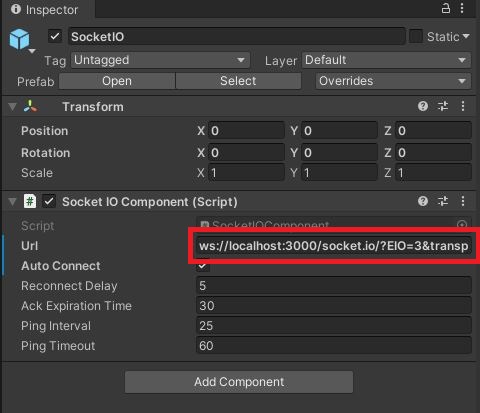 Inspector
SocketIO
Static
Tag Untagged Layer Default
Prefab Open Select Overrides
Transform
Position X 0 Y 0 Z 0
Rotation X 0 Y 0 Z 0
Scale X 1 Y 1 Z 1
# Socket IO Component (Script)
Script # SocketIOComponent
Url ws://localhost:3000/socket.io/?EIO=3&transp
Auto Connect
Reconnect Delay 5
Ack Expiration Time 30
Ping Interval 25
Ping Timeout 60
Add Component